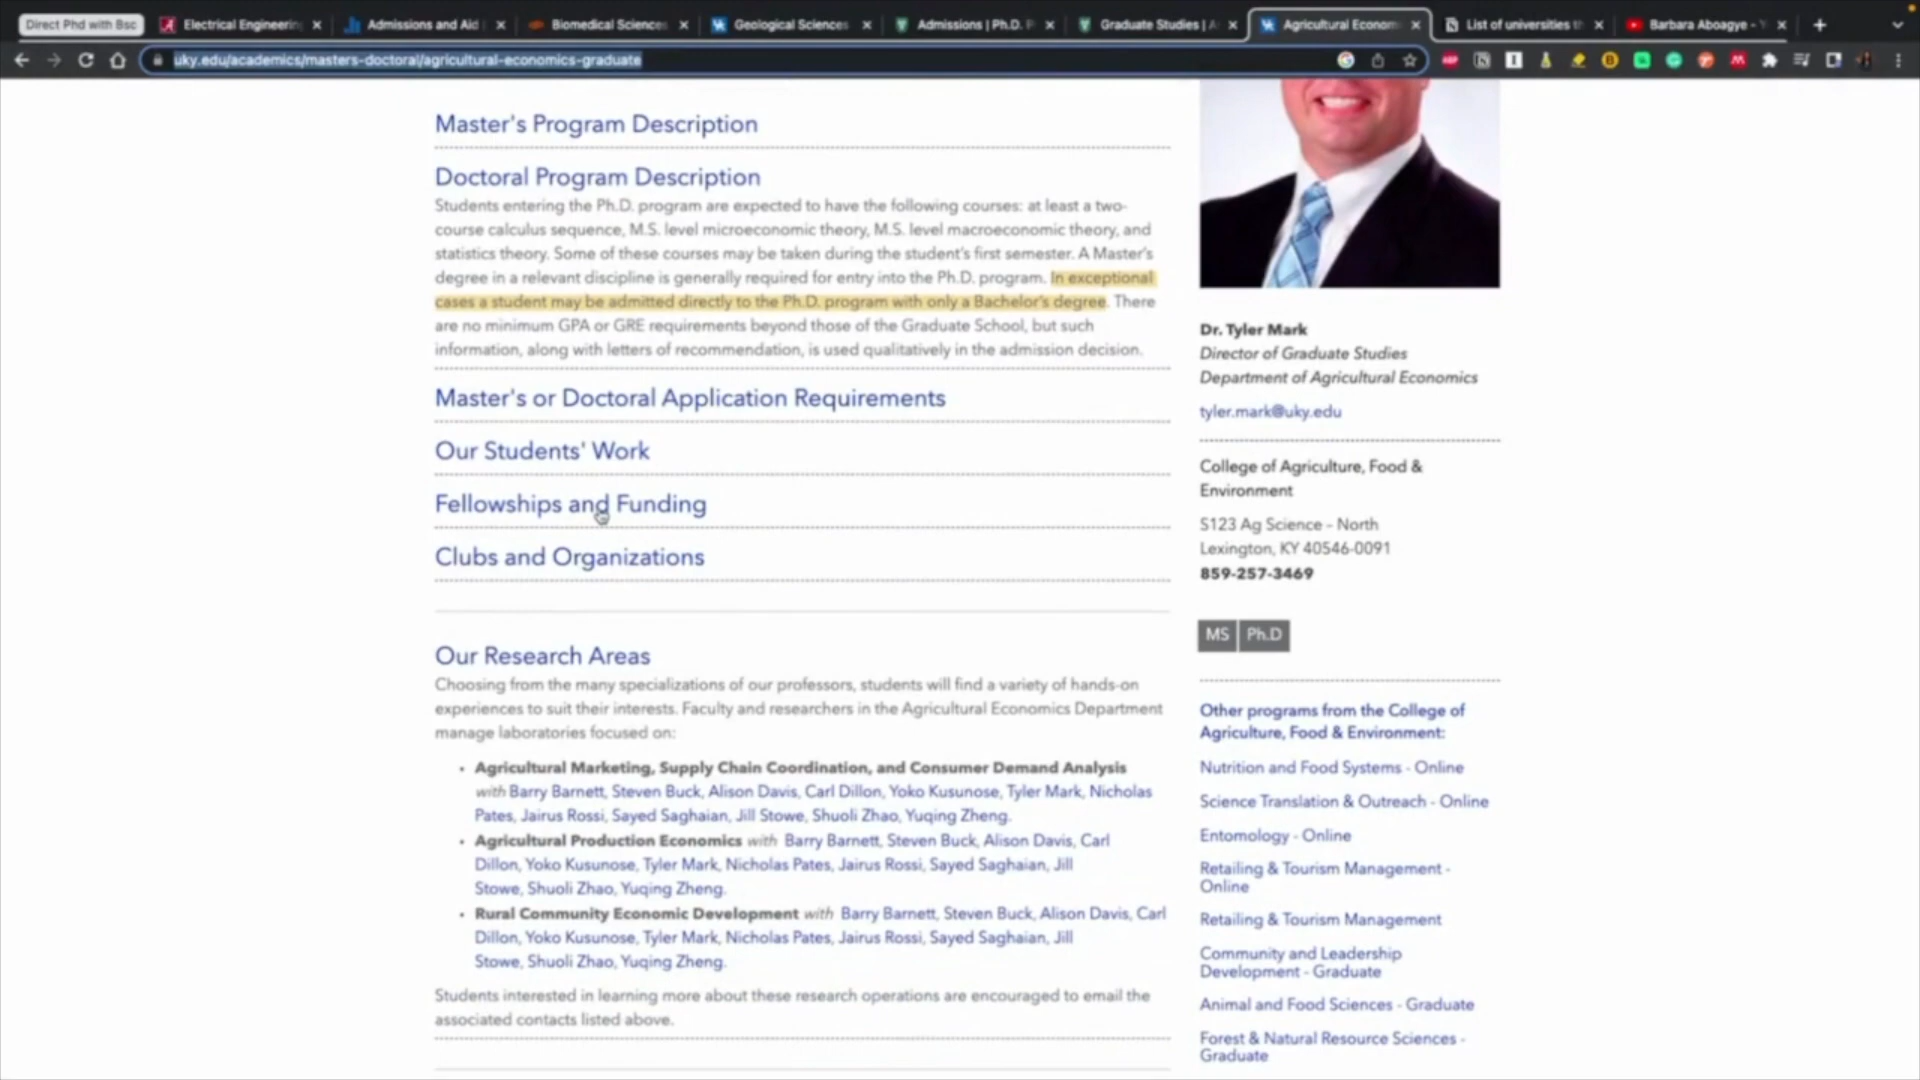 Direct Phd with Bsc
Electrical Engineerin
Admissions and Aid
Biomedical Sciences
Geological Sciences
Admissions | Ph.D. P
Graduate Studies | A
Agricultural Econom
List of universities th
Barbara Aboagye - Y
uky.edu/academics/masters-doctoral/agricultural-economics-graduate
Master's Program Description
Doctoral Program Description
Students entering the Ph.D. program are expected to have the following courses: at least a two-
course calculus sequence, M.S. level microeconomic theory, M.S. level macroeconomic theory, and
statistics theory. Some of these courses may be taken during the student's first semester. A Master's
degree in a relevant discipline is generally required for entry into the Ph.D. program. In exceptional
cases a student may be admitted directly to the Ph.D. program with only a Bachelor's degree. There
are no minimum GPA or GRE requirements beyond those of the Graduate School, but such
information, along with letters of recommendation, is used qualitatively in the admission decision.
Master's or Doctoral Application Requirements
Our Students' Work
Fellowships and Funding
Clubs and Organizations
Our Research Areas
Choosing from the many specializations of our professors, students will find a variety of hands-on
experiences to suit their interests. Faculty and researchers in the Agricultural Economics Department
manage laboratories focused on:
• Agricultural Marketing, Supply Chain Coordination, and Consumer Demand Analysis
with Barry Barnett, Steven Buck, Alison Davis, Carl Dillon, Yoko Kusunose, Tyler Mark, Nicholas
Pates, Jairus Rossi, Sayed Saghaian, Jill Stowe, Shuoli Zhao, Yuqing Zheng.
• Agricultural Production Economics with Barry Barnett, Steven Buck, Alison Davis, Carl
Dillon, Yoko Kusunose, Tyler Mark, Nicholas Pates, Jairus Rossi, Sayed Saghaian, Jill
Stowe, Shuoli Zhao, Yuqing Zheng.
• Rural Community Economic Development with Barry Barnett, Steven Buck, Alison Davis, Carl
Dillon, Yoko Kusunose, Tyler Mark, Nicholas Pates, Jairus Rossi, Sayed Saghaian, Jill
Stowe, Shuoli Zhao, Yuqing Zheng.
Students interested in learning more about these research operations are encouraged to email the
associated contacts listed above.
Dr. Tyler Mark
Director of Graduate Studies
Department of Agricultural Economics
tyler.mark@uky.edu
College of Agriculture, Food &
Environment
S123 Ag Science - North
Lexington, KY 40546-0091
859-257-3469
MS Ph.D
Other programs from the College of
Agriculture, Food & Environment:
Nutrition and Food Systems - Online
Science Translation & Outreach - Online
Entomology - Online
Retailing & Tourism Management -
Online
Retailing & Tourism Management
Community and Leadership
Development - Graduate
Animal and Food Sciences - Graduate
Forest & Natural Resource Sciences -
Graduate